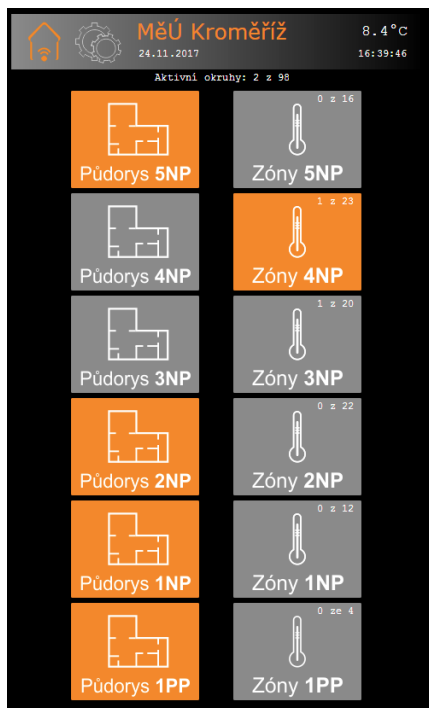 MěÚ Kroměříž
8.4°C
24.11.2017
16:39:46
Aktivní okruhy: 2 z 98
Půdorys 5NP
0 z 16
Zóny 5NP
Půdorys 4NP
1 z 23
Zóny 4NP
Půdorys 3NP
1 z 20
Zóny 3NP
Půdorys 2NP
0 z 22
Zóny 2NP
Půdorys 1NP
0 z 12
Zóny 1NP
Půdorys 1PP
0 ze 4
Zóny 1PP